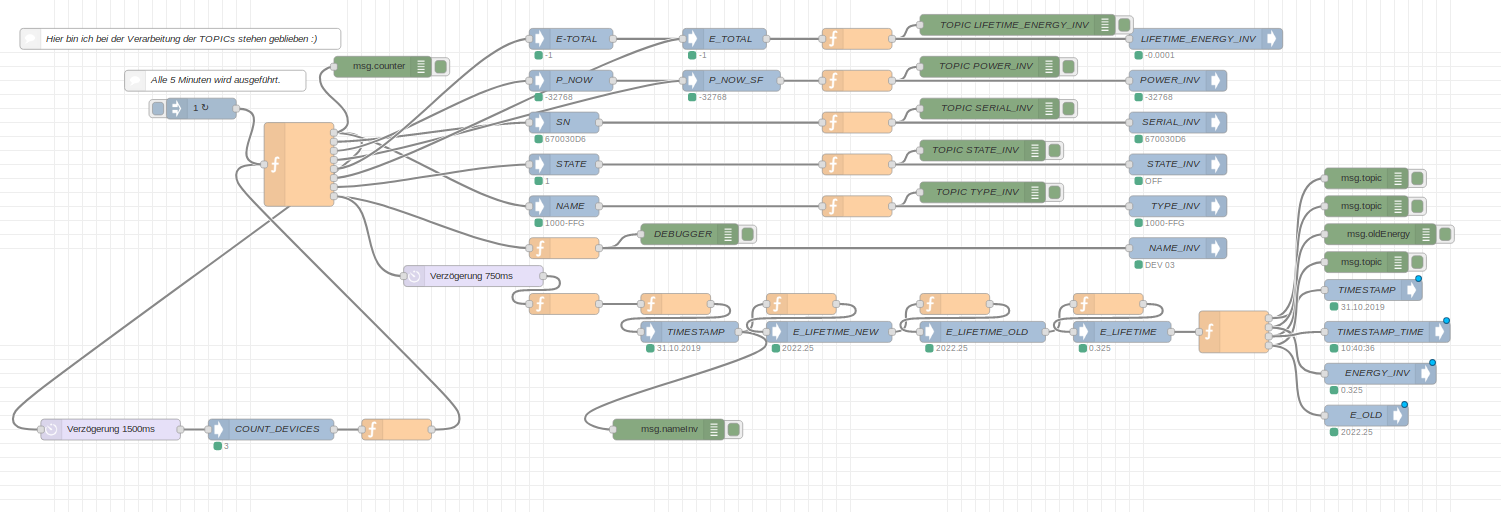 Hier bin ich bei der Verarbeitung der TOPICs stehen geblieben :)
Alle 5 Minuten wird ausgeführt.
1 ↻
msg.counter
E-TOTAL
-1
E_TOTAL
-1
TOPIC LIFETIME_ENERGY_INV
LIFETIME_ENERGY_INV
-0.0001
P_NOW
-32768
P_NOW_SF
-32768
TOPIC POWER_INV
POWER_INV
-32768
SN
670030D6
TOPIC SERIAL_INV
SERIAL_INV
670030D6
STATE
1
TOPIC STATE_INV
STATE_INV
OFF
NAME
1000-FFG
TOPIC TYPE_INV
TYPE_INV
1000-FFG
DEBUGGER
NAME_INV
DEV 03
Verzögerung 750ms
TIMESTAMP
31.10.2019
E_LIFETIME_NEW
2022.25
E_LIFETIME_OLD
2022.25
E_LIFETIME
0.325
msg.topic
msg.topic
msg.oldEnergy
msg.topic
TIMESTAMP
31.10.2019
TIMESTAMP_TIME
10:40:36
ENERGY_INV
0.325
E_OLD
2022.25
Verzögerung 1500ms
COUNT_DEVICES
3
msg.nameInv